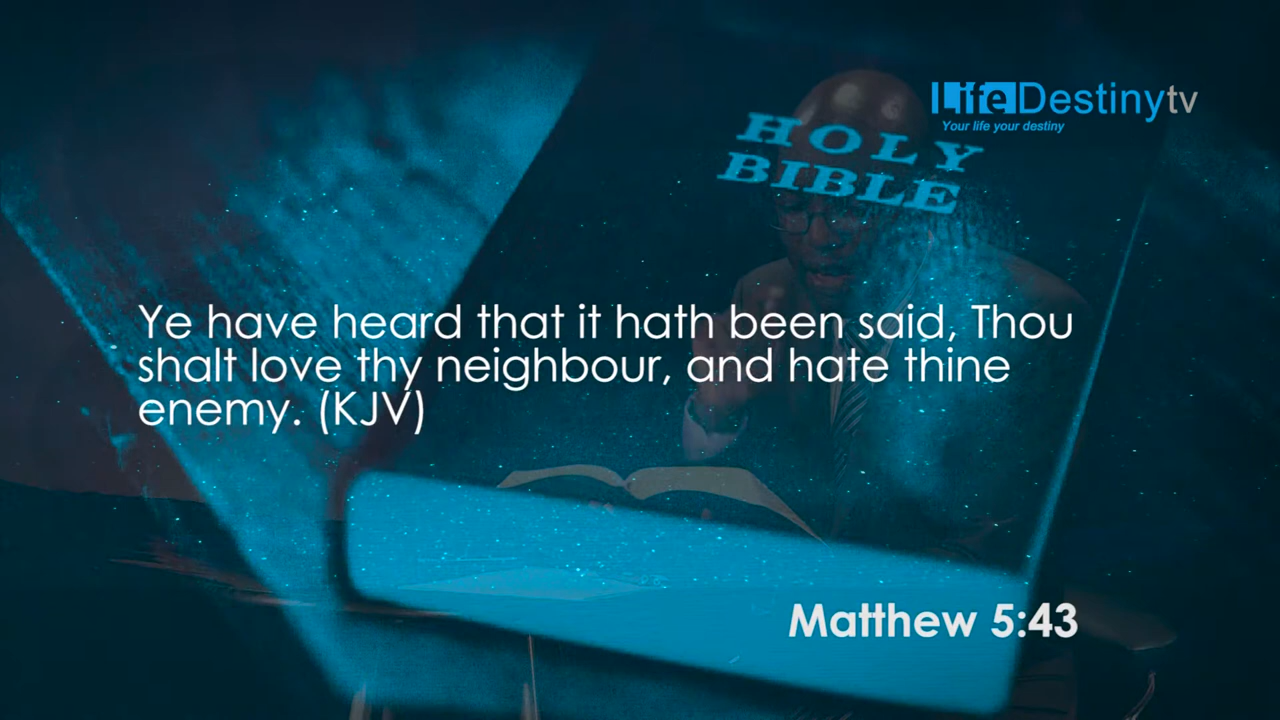 LifeDestinytv
Your life your destiny
HOLY
BIBLE
Ye have heard that it hath been said, Thou
shalt love thy neighbour, and hate thine
enemy. (KJV)
Matthew 5:43